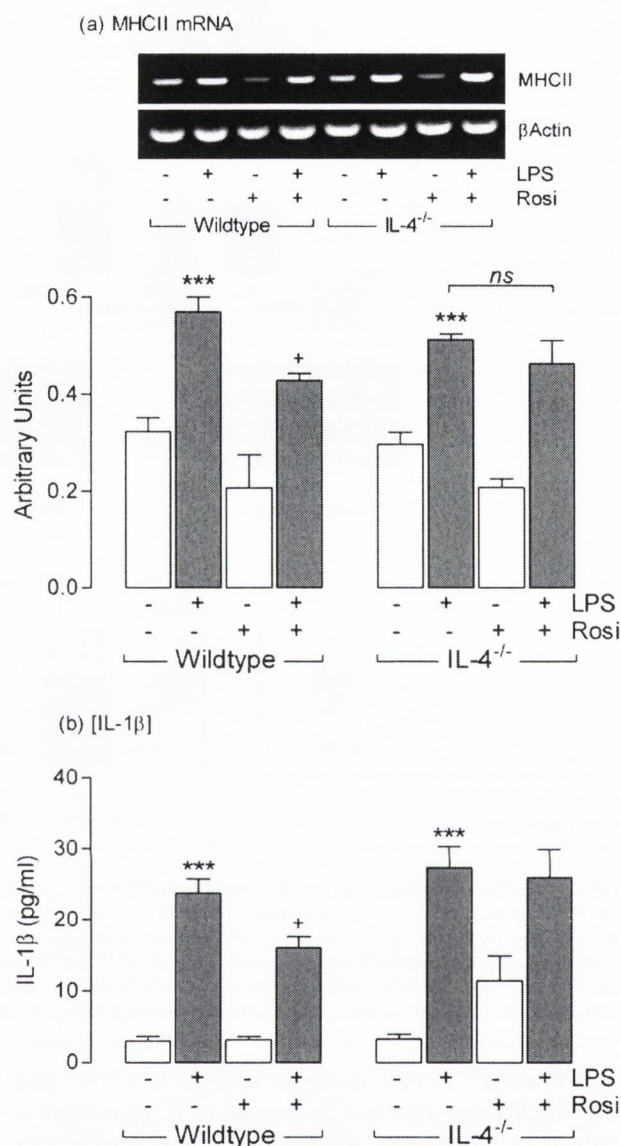 (a) MHCII mRNA
MHCII
βActin
- + - + - + - + LPS
- - + + - - + + Rosi
Wildtype IL-4-/-
ns
*** + ***
0.6
0.4
0.2
0.0
Arbitrary Units
- + - + - + - + LPS
- - + + - - + + Rosi
Wildtype IL-4-/-
(b) [IL-1β]
40
30
20
10
0
IL-1β (pg/ml)
*** + ***
- + - + - + - + LPS
- - + + - - + + Rosi
Wildtype IL-4-/-